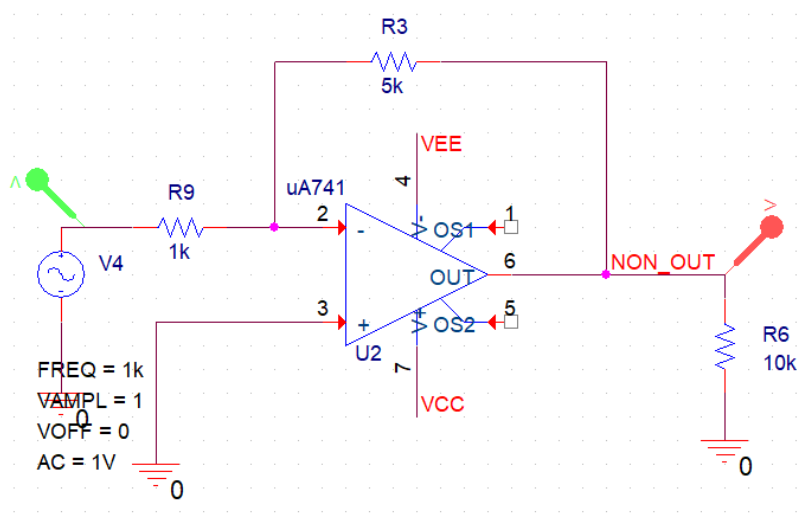 R3
5k
VEE
4
R9
uA741
1k
2
-
V-
OS1
1
V
V4
+
-
OUT
6
NON_OUT
V
3
+
V+
OS2
5
U2
7
R6
10k
VCC
FREQ = 1k
VAMPL = 1
0
VOFF = 0
AC = 1V
0
0